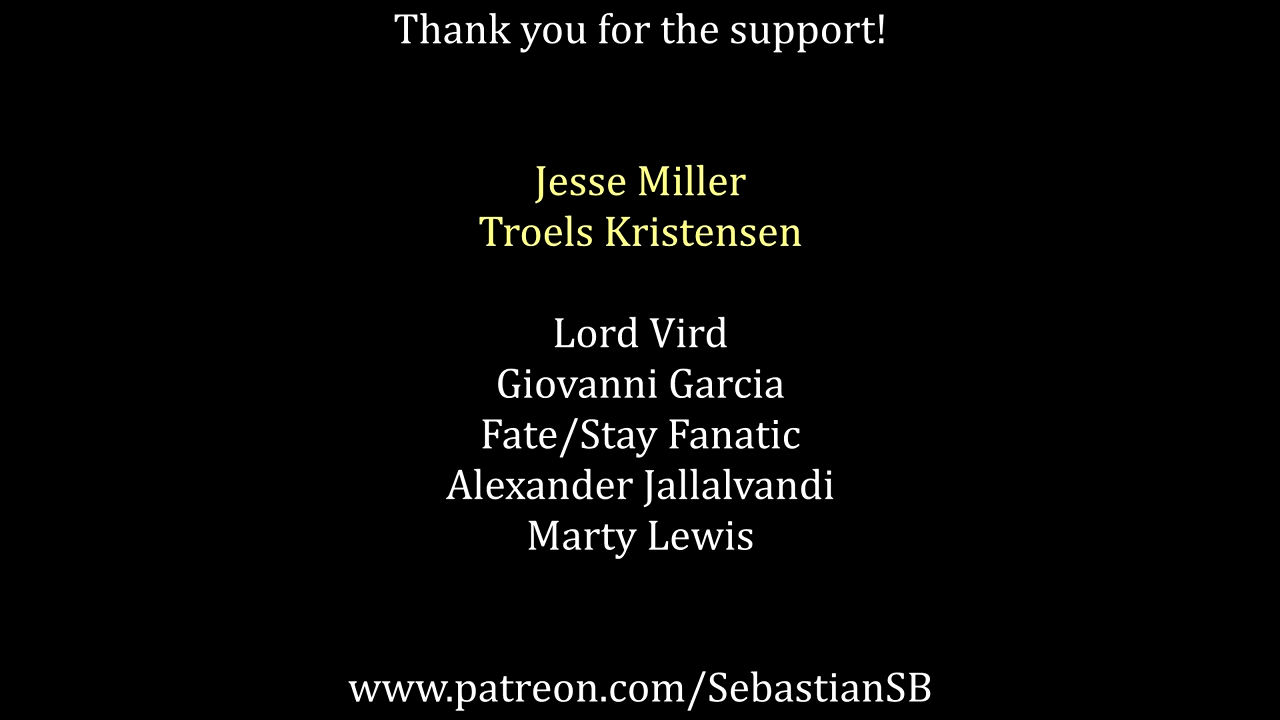 Thank you for the support!
Jesse Miller
Troels Kristensen
Lord Vird
Giovanni Garcia
Fate/Stay Fanatic
Alexander Jallalvandi
Marty Lewis
www.patreon.com/SebastianSB